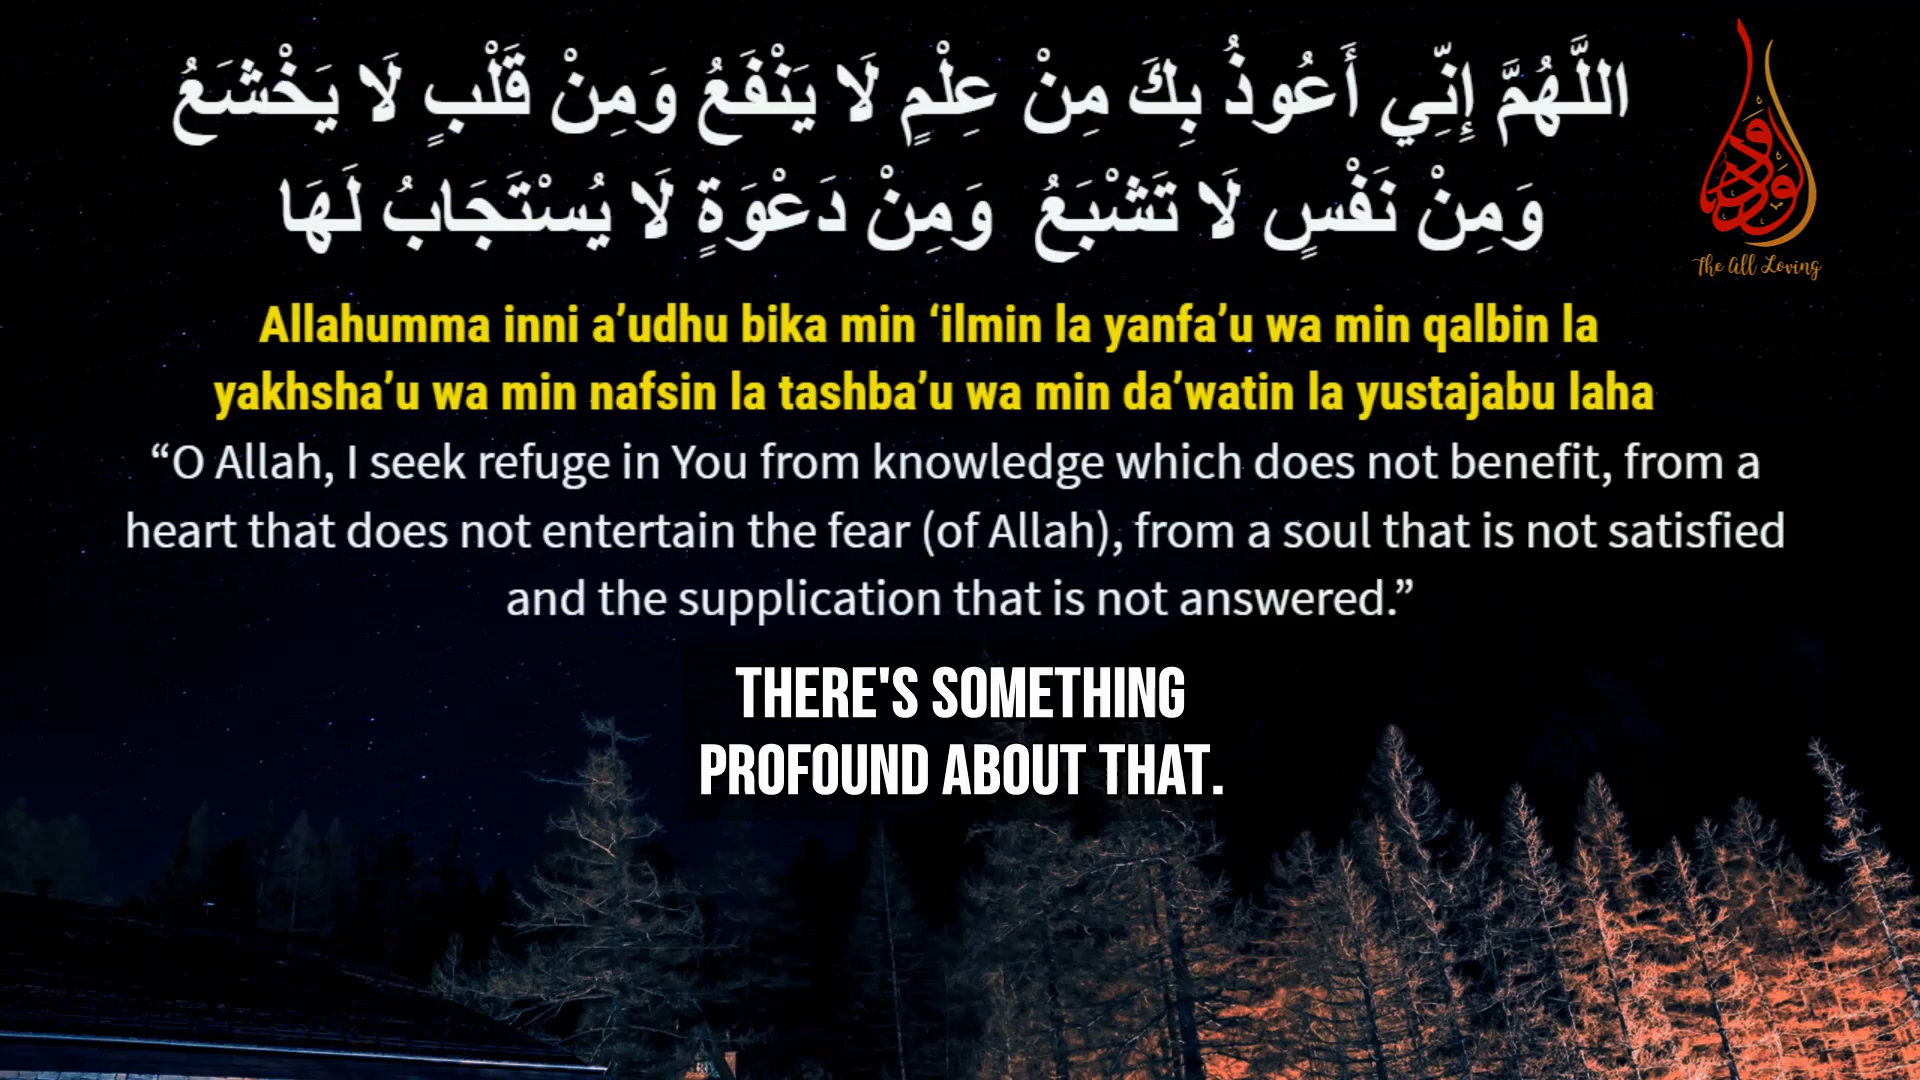 اللَّهُمَّ إِنِّي أَعُوذُ بِكَ مِنْ عِلْمٍ لَا يَنْفَعُ وَمِنْ قَلْبٍ لَا يَخْشَعُ
وَمِنْ نَفْسٍ لَا تَشْبَعُ وَمِنْ دَعْوَةٍ لَا يُسْتَجَابُ لَهَا
Allahumma inni a’udhu bika min ‘ilmin la yanfa’u wa min qalbin la
yakhsha’u wa min nafsin la tashba’u wa min da’watin la yustajabu laha
“O Allah, I seek refuge in You from knowledge which does not benefit, from a
heart that does not entertain the fear (of Allah), from a soul that is not satisfied
and the supplication that is not answered.”
THERE'S SOMETHING
PROFOUND ABOUT THAT.
الودود
The All Loving